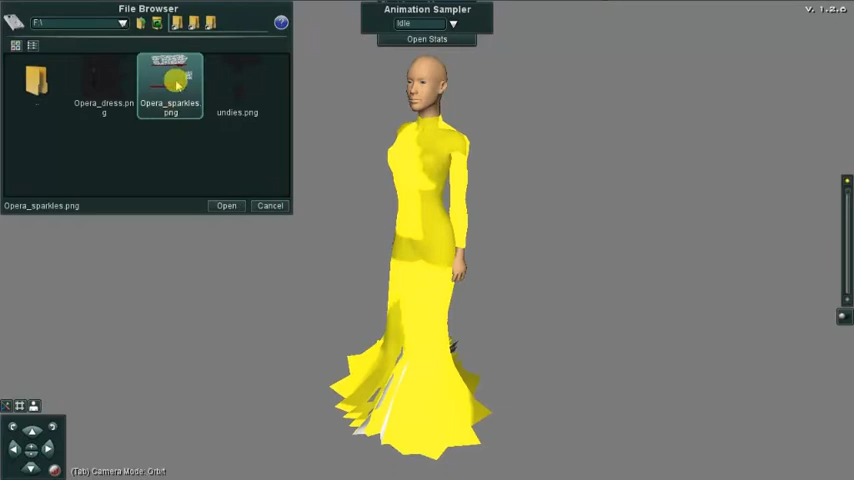 File Browser
F:\
Opera_dress.pn
g
Opera_sparkles.
png
undies.png
Opera_sparkles.png
Open
Cancel
Animation Sampler
Idle
Open Stats
v. 1.2.6
(Tab) Camera Mode: Orbit